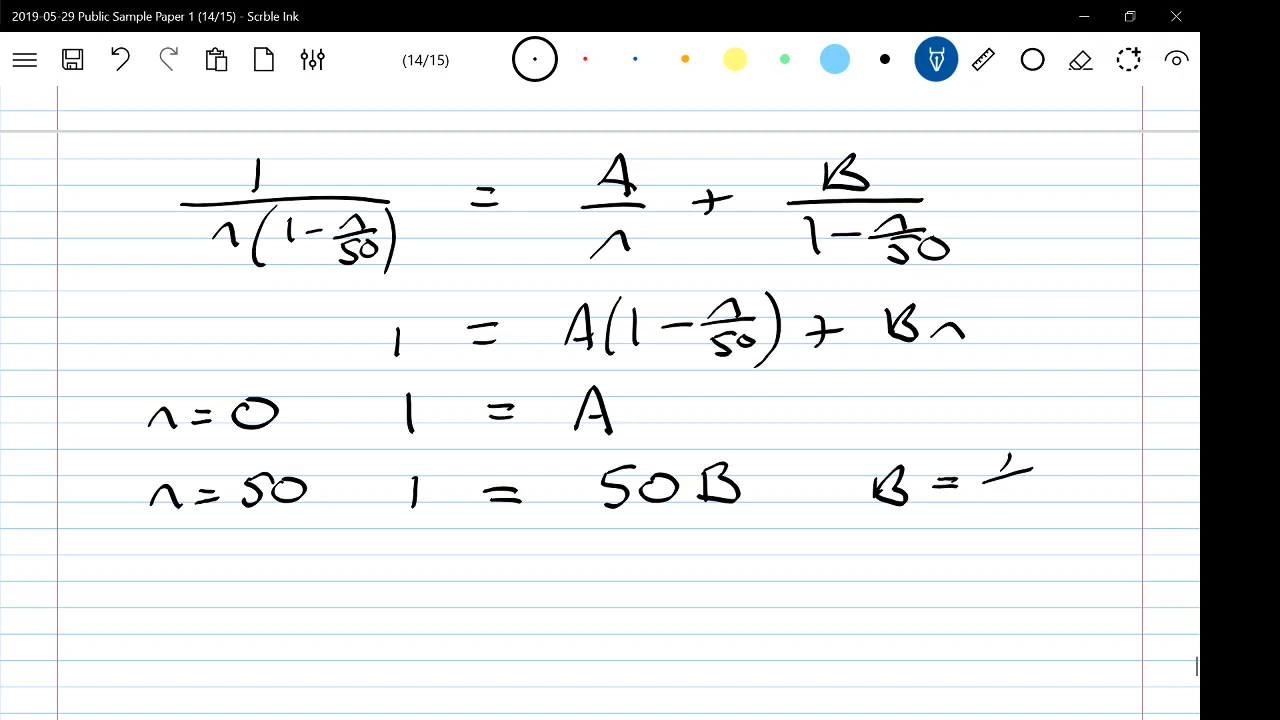 2019-05-29 Public Sample Paper 1 (14/15) - Scrble Ink
(14/15)
1/(n(1 - n/50)) = A/n + B/(1 - n/50)
1 = A(1 - n/50) + Bn
n = 0 1 = A
n = 50 1 = 50B B = 1/